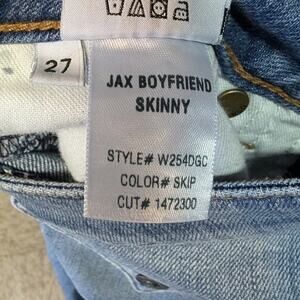 27
JAX BOYFRIEND
SKINNY
STYLE# W254DGC
COLOR# SKIP
CUT# 1472300